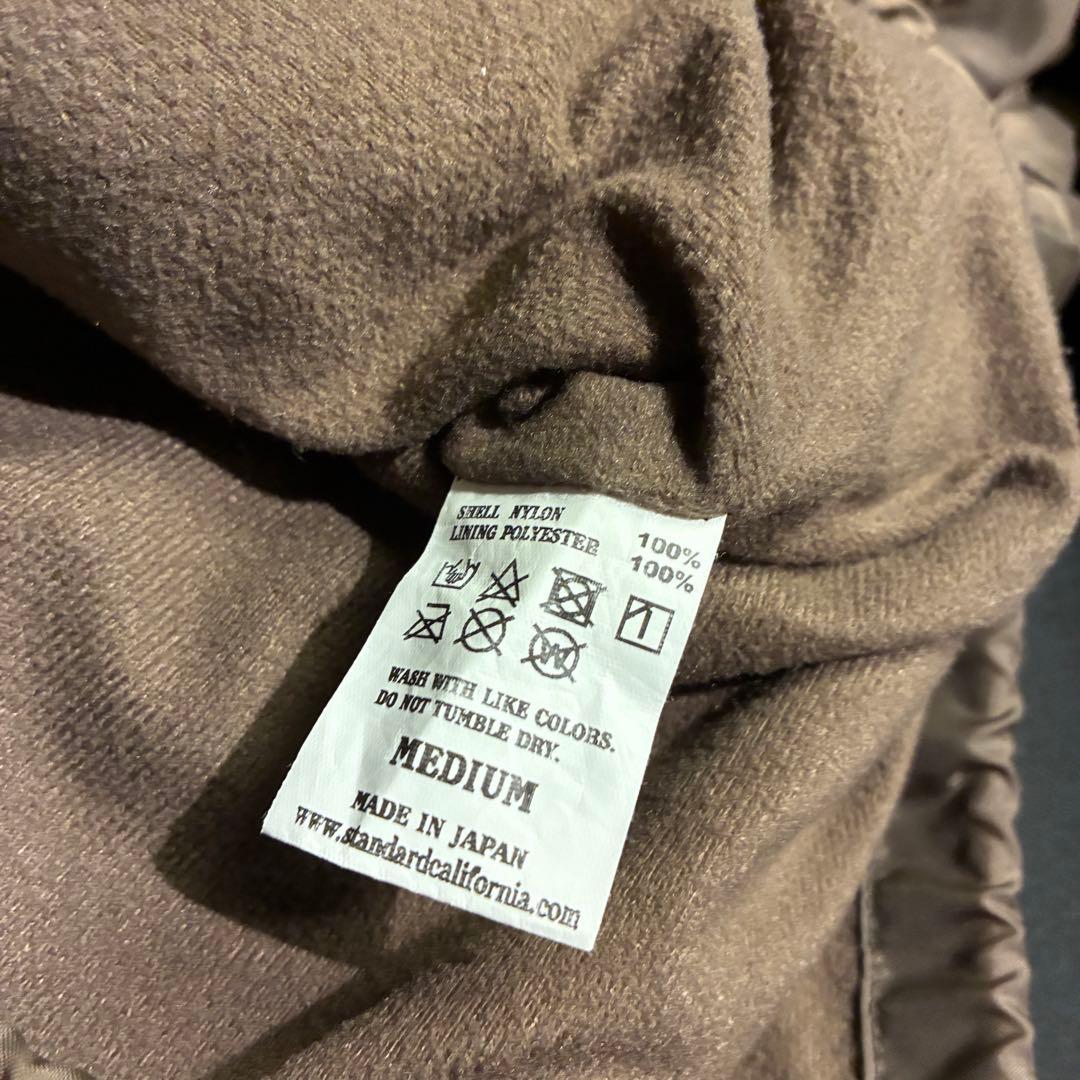 SHELL NYLON 100%
LINING POLYESTER 100%
WASH WITH LIKE COLORS.
DO NOT TUMBLE DRY.
MEDIUM
MADE IN JAPAN
www.standardcalifornia.com